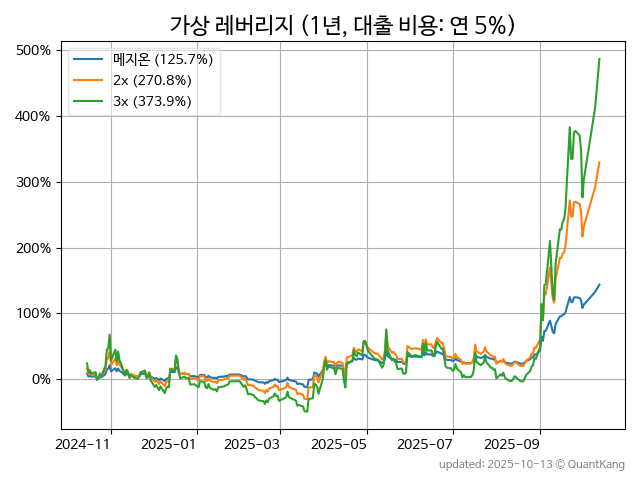 가상 레버리지 (1년, 대출 비용: 연 5%)
메지온 (125.7%)
2x (270.8%)
3x (373.9%)
500%
400%
300%
200%
100%
0%
2024-11
2025-01
2025-03
2025-05
2025-07
2025-09
updated: 2025-10-13 © QuantKang